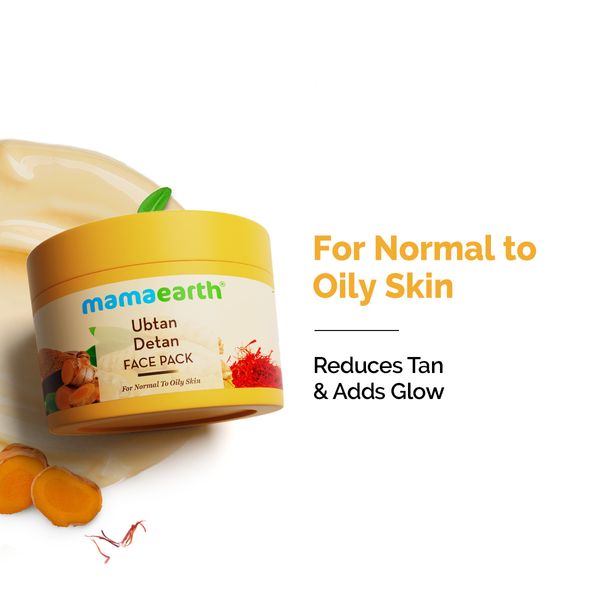 mamaearth®
Ubtan
Detan
FACE PACK
For Normal To Oily Skin
For Normal to
Oily Skin
Reduces Tan
& Adds Glow